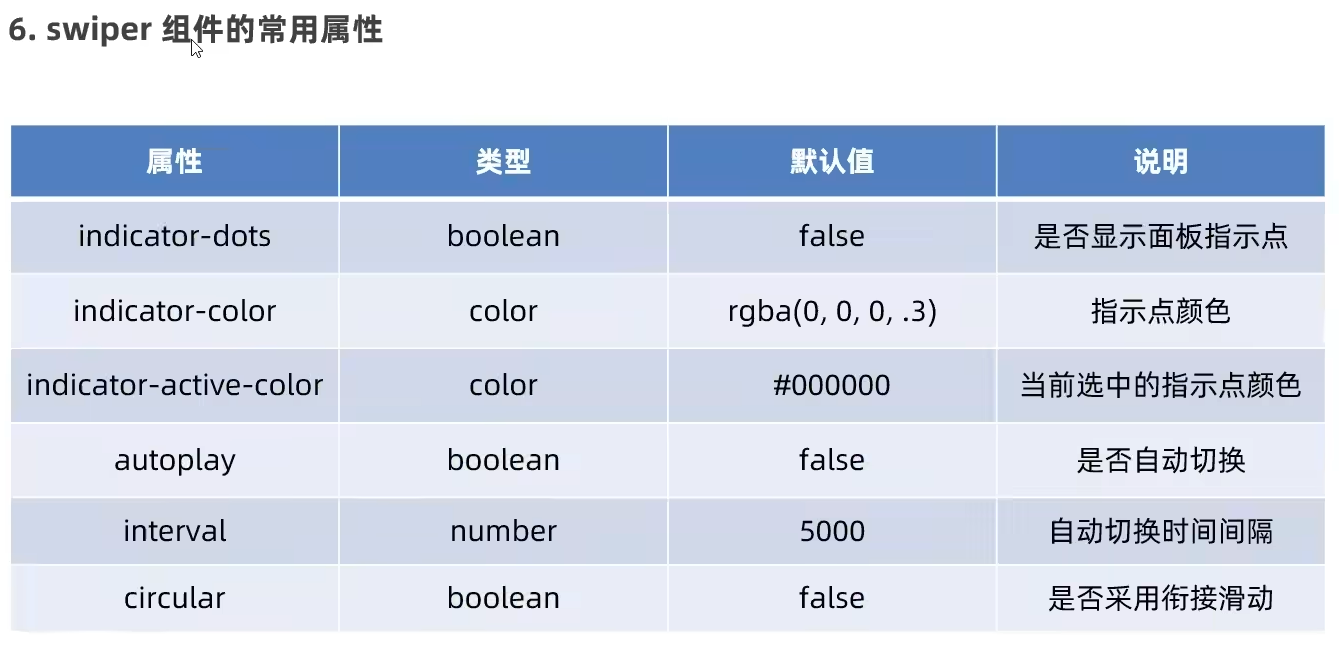 6. swiper 组件的常用属性
属性 类型 默认值 说明
indicator-dots boolean false 是否显示面板指示点
indicator-color color rgba(0, 0, 0, .3) 指示点颜色
indicator-active-color color #000000 当前选中的指示点颜色
autoplay boolean false 是否自动切换
interval number 5000 自动切换时间间隔
circular boolean false 是否采用衔接滑动